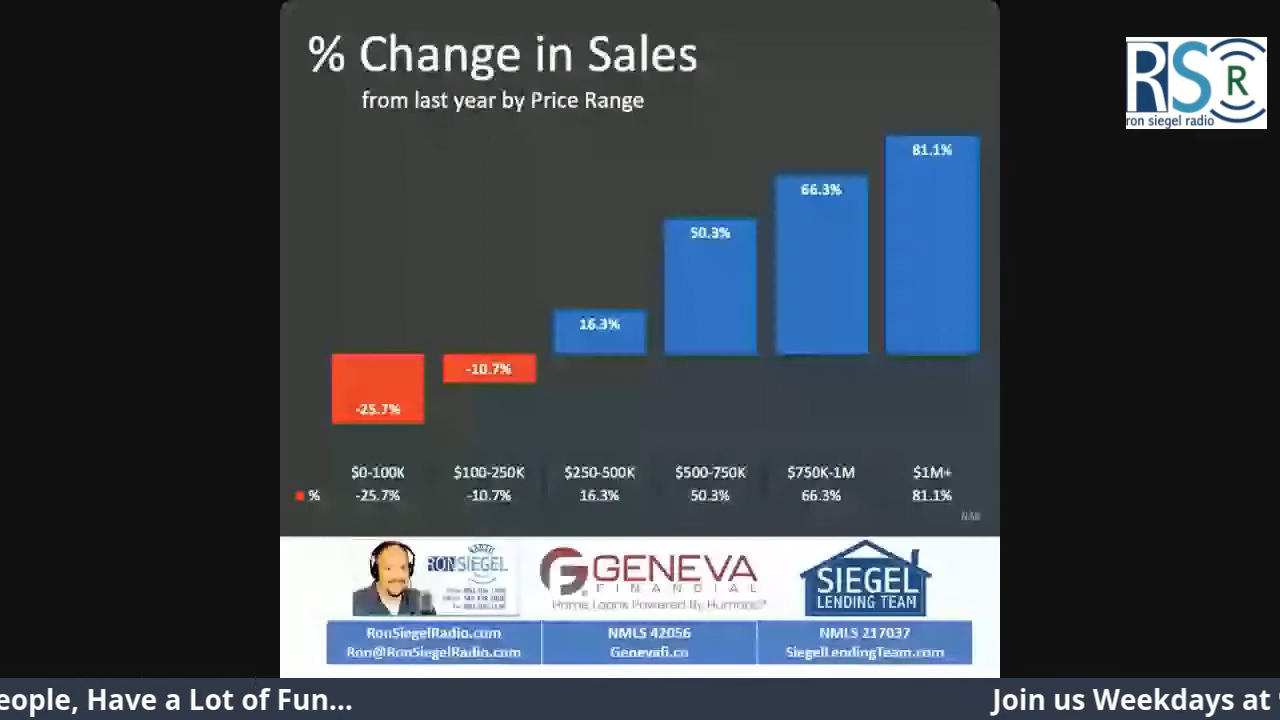 % Change in Sales
from last year by Price Range
RS R
ron siegel radio
81.1%
66.3%
50.3%
16.3%
-10.7%
-25.7%
$0-100K $100-250K $250-500K $500-750K $750K-1M $1M+
% -25.7% -10.7% 16.3% 50.3% 66.3% 81.1%
NAR
RONSIEGEL
RADIO
GENEVA
FINANCIAL
Home Loans Powered By Humans®
SIEGEL
LENDING TEAM
RonSiegelRadio.com NMLS 42056 NMLS 217037
Ron@RonSiegelRadio.com Genevafi.co SiegelLendingTeam.com
eople, Have a Lot of Fun... Join us Weekdays at